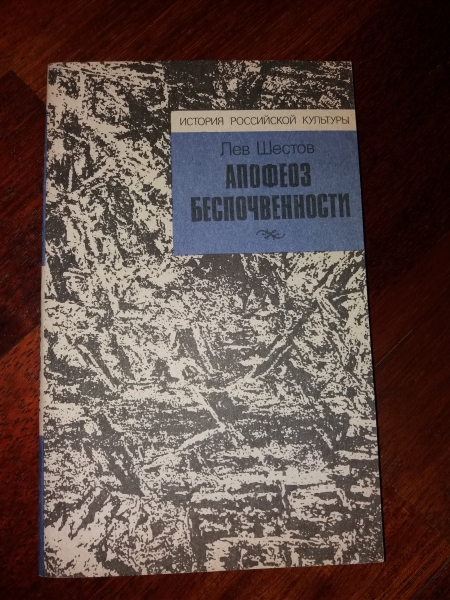 ИСТОРИЯ РОССИЙСКОЙ КУЛЬТУРЫ
Лев Шестов
АПОФЕОЗ
БЕСПОЧВЕННОСТИ